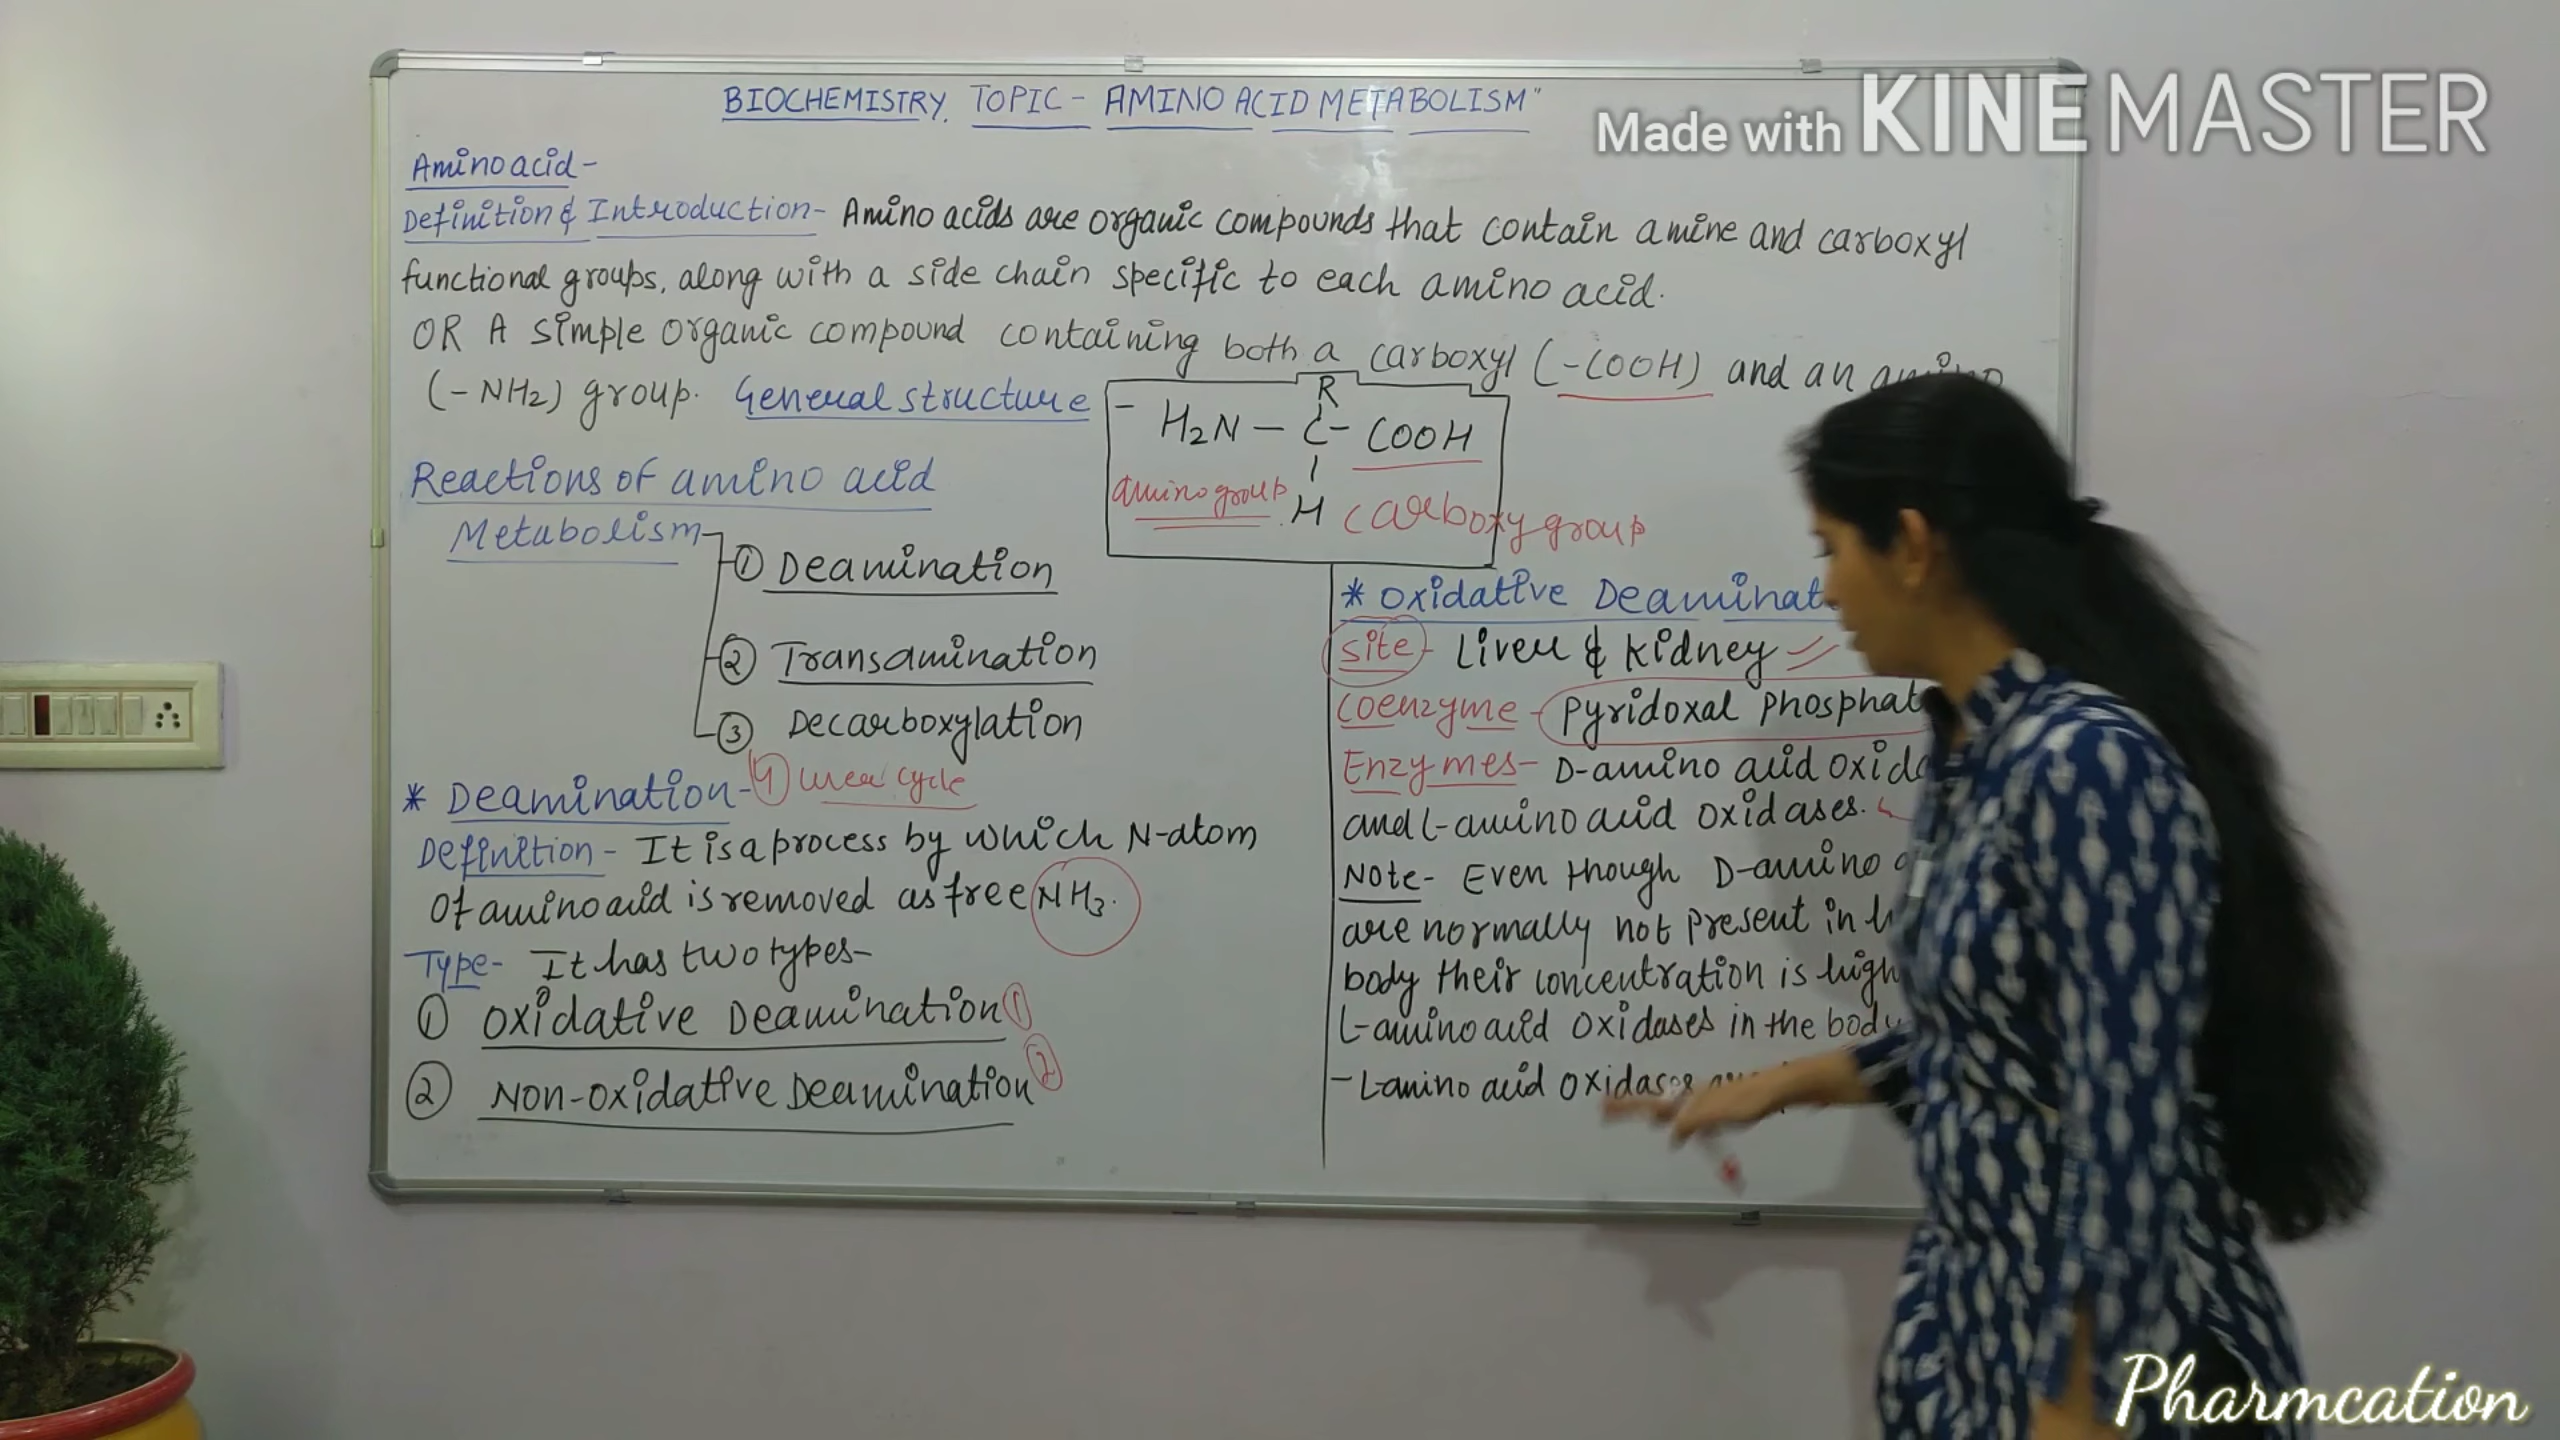 BIOCHEMISTRY. TOPIC - AMINO ACID METABOLISM"
Made with KINEMASTER
Amino acid -
Definition & Introduction - Amino acids are organic compounds that contain amine and carboxyl
functional groups, along with a side chain specific to each amino acid.
OR A simple organic compound containing both a carboxyl (-COOH) and an amino
(-NH2) group. General structure -
R
H2N - C - COOH
amino group H carboxy group
Reactions of amino acid
Metabolism
① Deamination
② Transamination
③ Decarboxylation
④ urea cycle
* Deamination -
Definition - It is a process by which N-atom
of amino acid is removed as free NH3.
Type - It has two types -
① Oxidative Deamination ①
② Non-oxidative Deamination ②
* Oxidative
Site - Liver & Kidney
Coenzyme - Pyridoxal
Enzymes - D-amino acid
and L-amino acid oxidases.
Note - Even though D-amino
are normally not present in
body their concentration is
L-amino acid oxidases in the body
- L-amino acid oxidases
Pharmcation